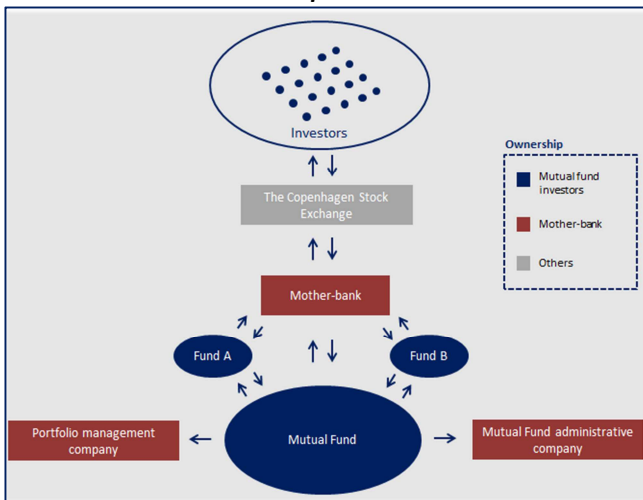 Investors
Ownership
Mutual fund
investors
Mother-bank
Others
The Copenhagen Stock
Exchange
Mother-bank
Fund A
Fund B
Mutual Fund
Portfolio management
company
Mutual Fund administrative
company